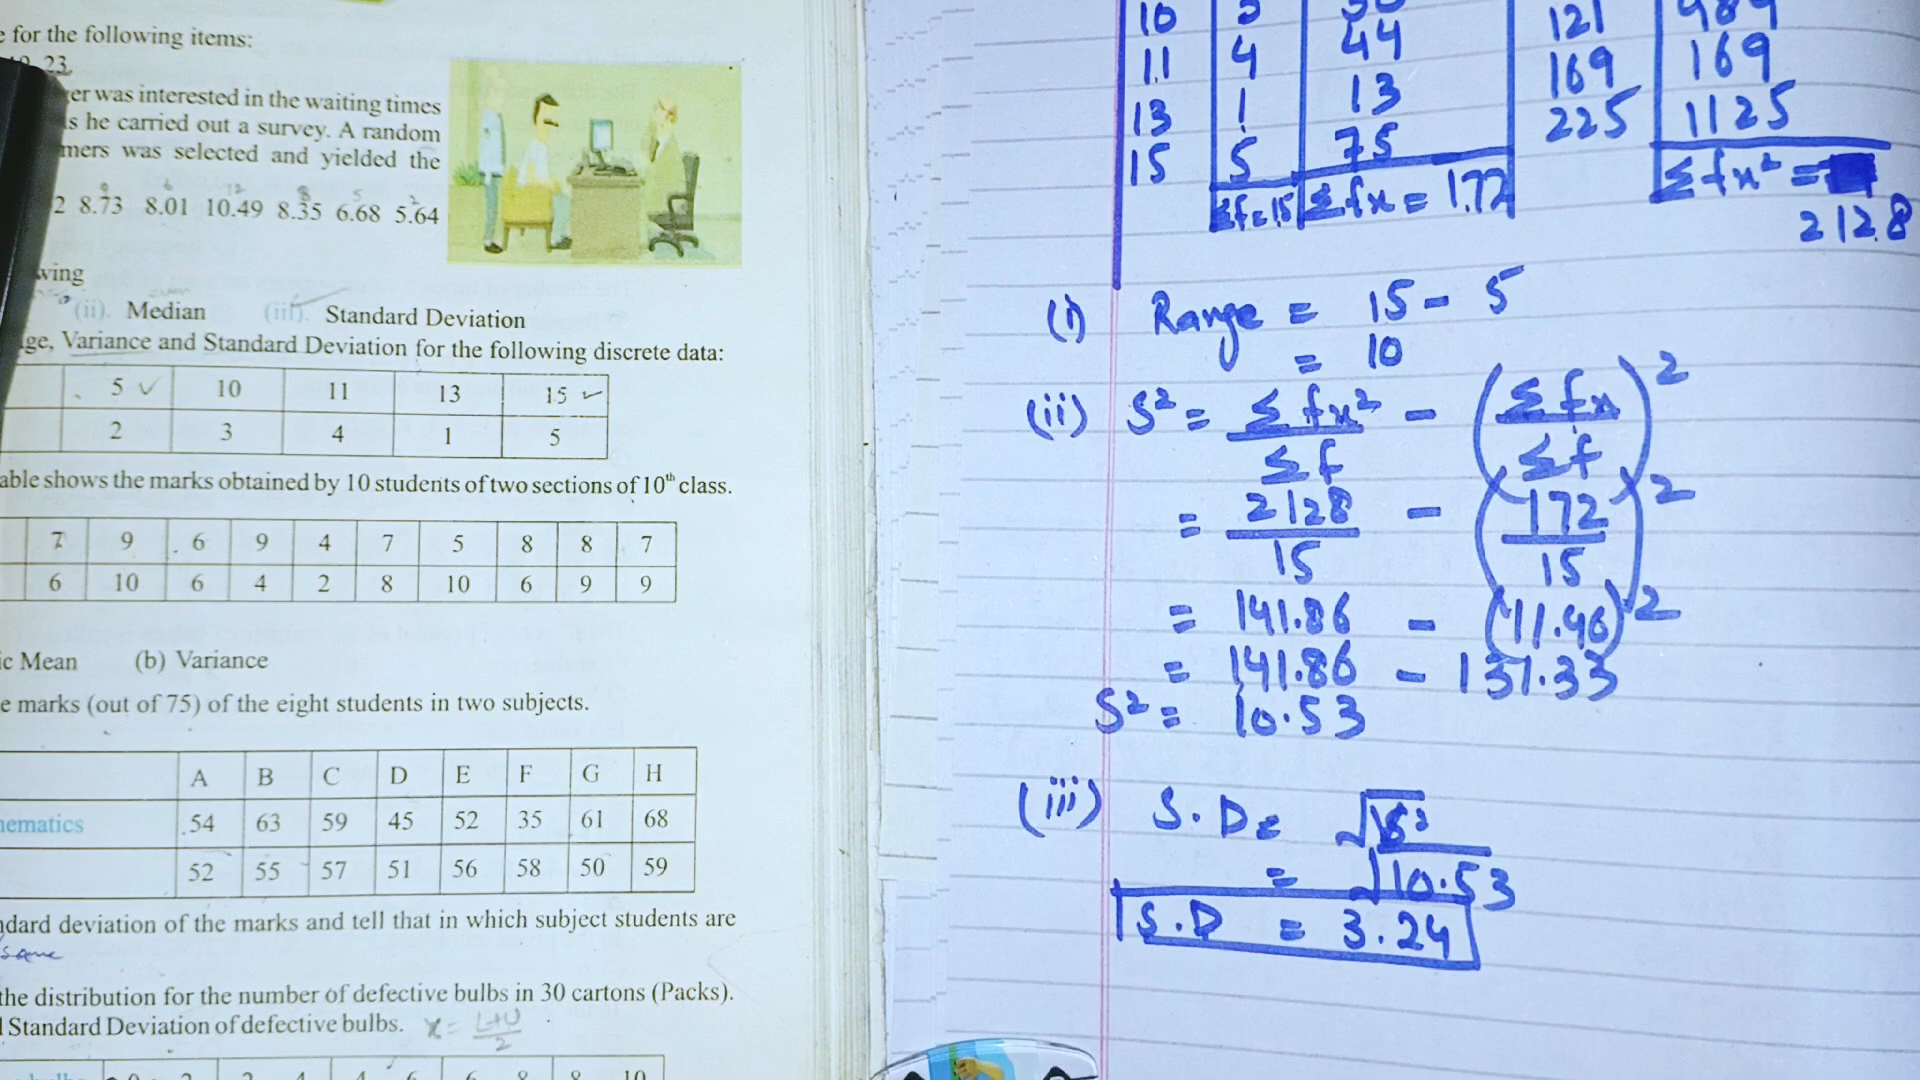 for the following items:
23.
er was interested in the waiting times
s he carried out a survey. A random
mers was selected and yielded the
2 8.73 8.01 10.49 8.35 6.68 5.64
wing
(ii). Median (iii). Standard Deviation
ge, Variance and Standard Deviation for the following discrete data:
5 10 11 13 15
2 3 4 1 5
able shows the marks obtained by 10 students of two sections of 10th class.
7 9 6 9 4 7 5 8 8 7
6 10 6 4 2 8 10 6 9 9
ic Mean (b) Variance
e marks (out of 75) of the eight students in two subjects.
A B C D E F G H
hematics 54 63 59 45 52 35 61 68
52 55 57 51 56 58 50 59
ndard deviation of the marks and tell that in which subject students are
same
the distribution for the number of defective bulbs in 30 cartons (Packs).
Standard Deviation of defective bulbs. x = L+U/2
10 3 121 484
11 4 44 169 169
13 1 13 225 1125
15 5 75
Σf=15 Σfx = 172 Σfx² =
2128
(i) Range = 15 - 5
= 10
(ii) S² = Σfx²/Σf - (Σfx/Σf)²
= 2128/15 - (172/15)²
= 141.86 - (11.46)²
= 141.86 - 131.33
S² = 10.53
(iii) S.D = √S²
= √10.53
S.D = 3.24